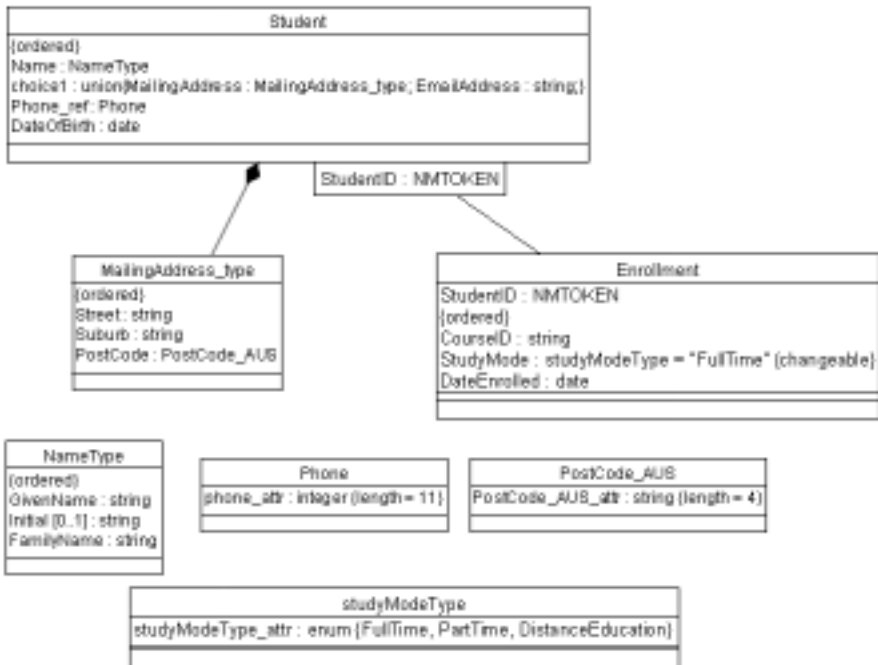 Student
{ordered}
Name : NameType
choice1 : union{MailingAddress : MailingAddress_type; EmailAddress : string;}
Phone_ref : Phone
DateOfBirth : date
StudentID : NMTOKEN
MailingAddress_type
{ordered}
Street : string
Suburb : string
PostCode : PostCode_AUS
Enrollment
StudentID : NMTOKEN
{ordered}
CourseID : string
StudyMode : studyModeType = "FullTime" {changeable}
DateEnrolled : date
NameType
{ordered}
GivenName : string
Initial [0..1] : string
FamilyName : string
Phone
phone_attr : integer {length = 11}
PostCode_AUS
PostCode_AUS_attr : string {length = 4}
studyModeType
studyModeType_attr : enum {FullTime, PartTime, DistanceEducation}